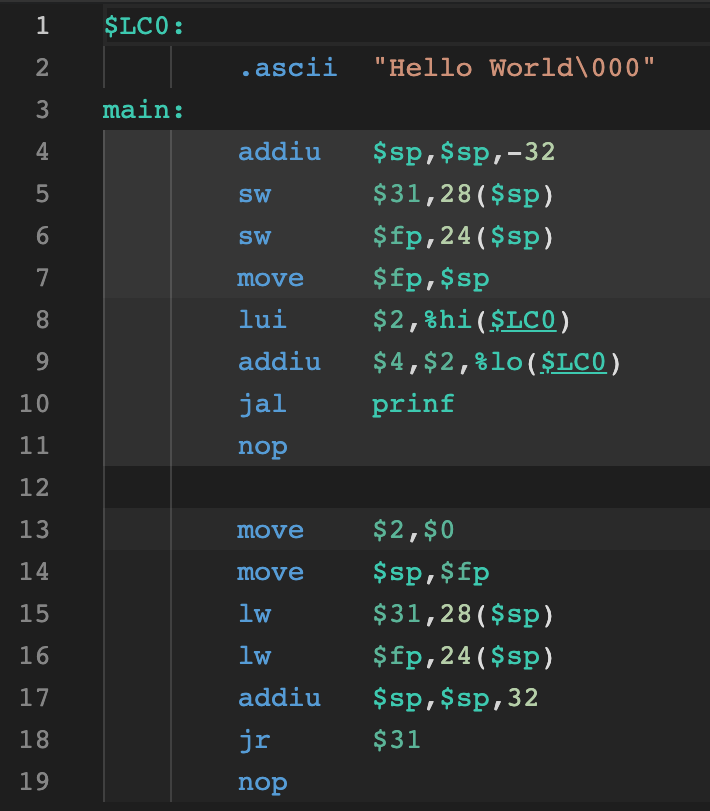 1 $LC0:
2 .ascii "Hello World\000"
3 main:
4 addiu $sp,$sp,-32
5 sw $31,28($sp)
6 sw $fp,24($sp)
7 move $fp,$sp
8 lui $2,%hi($LC0)
9 addiu $4,$2,%lo($LC0)
10 jal prinf
11 nop
12
13 move $2,$0
14 move $sp,$fp
15 lw $31,28($sp)
16 lw $fp,24($sp)
17 addiu $sp,$sp,32
18 jr $31
19 nop